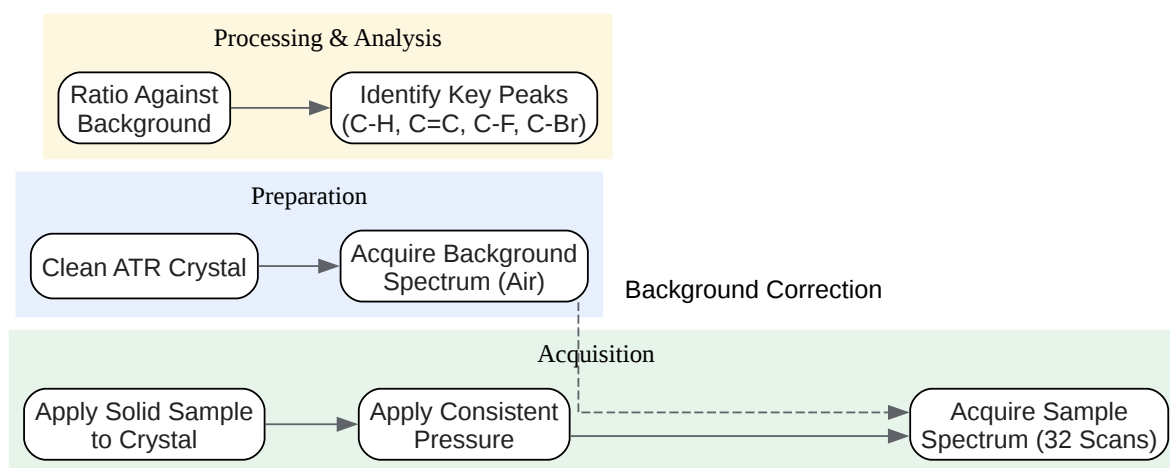 Processing & Analysis
Ratio Against
Background
Identify Key Peaks
(C-H, C=C, C-F, C-Br)
Preparation
Clean ATR Crystal
Acquire Background
Spectrum (Air)
Background Correction
Acquisition
Apply Solid Sample
to Crystal
Apply Consistent
Pressure
Acquire Sample
Spectrum (32 Scans)